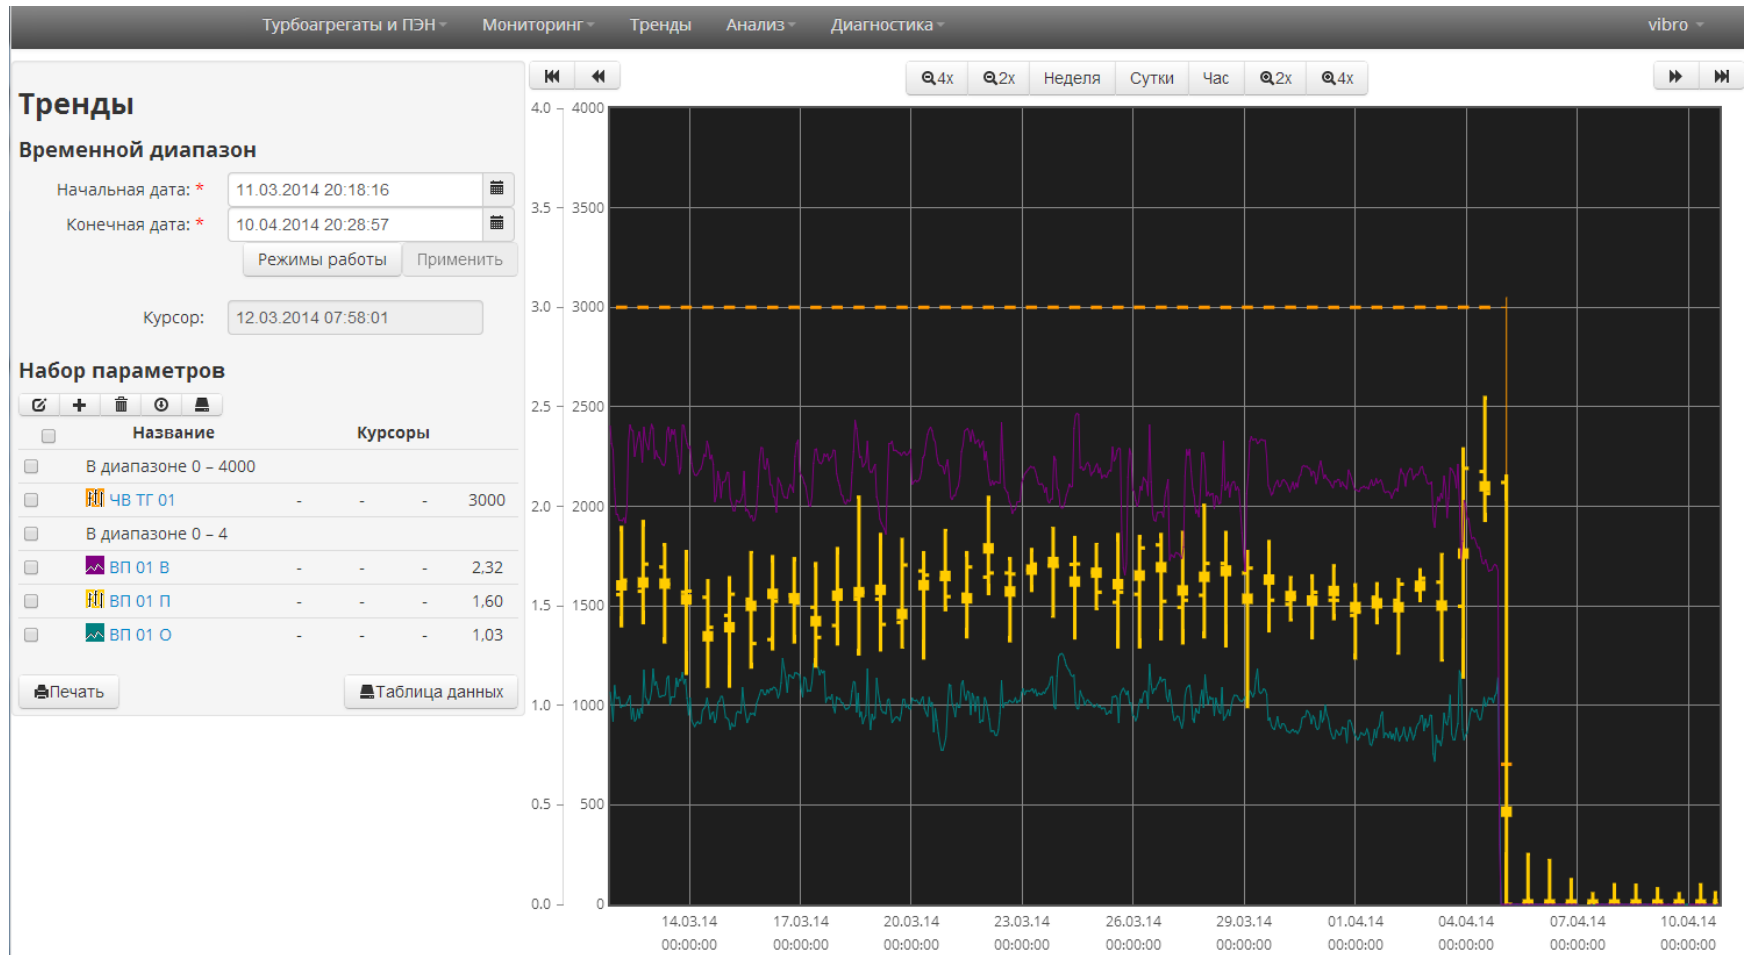 Турбоагрегаты и ПЭН Мониторинг Тренды Анализ Диагностика vibro
Тренды
Временной диапазон
Начальная дата: * 11.03.2014 20:18:16
Конечная дата: * 10.04.2014 20:28:57
Режимы работы Применить
Курсор: 12.03.2014 07:58:01
Набор параметров
Название Курсоры
В диапазоне 0 – 4000
ЧВ ТГ 01 - - - 3000
В диапазоне 0 – 4
ВП 01 В - - - 2,32
ВП 01 П - - - 1,60
ВП 01 О - - - 1,03
Печать Таблица данных
4x 2x Неделя Сутки Час 2x 4x
4.0 – 4000
3.5 – 3500
3.0 – 3000
2.5 – 2500
2.0 – 2000
1.5 – 1500
1.0 – 1000
0.5 – 500
0.0 – 0
14.03.14 17.03.14 20.03.14 23.03.14 26.03.14 29.03.14 01.04.14 04.04.14 07.04.14 10.04.14
00:00:00 00:00:00 00:00:00 00:00:00 00:00:00 00:00:00 00:00:00 00:00:00 00:00:00 00:00:00